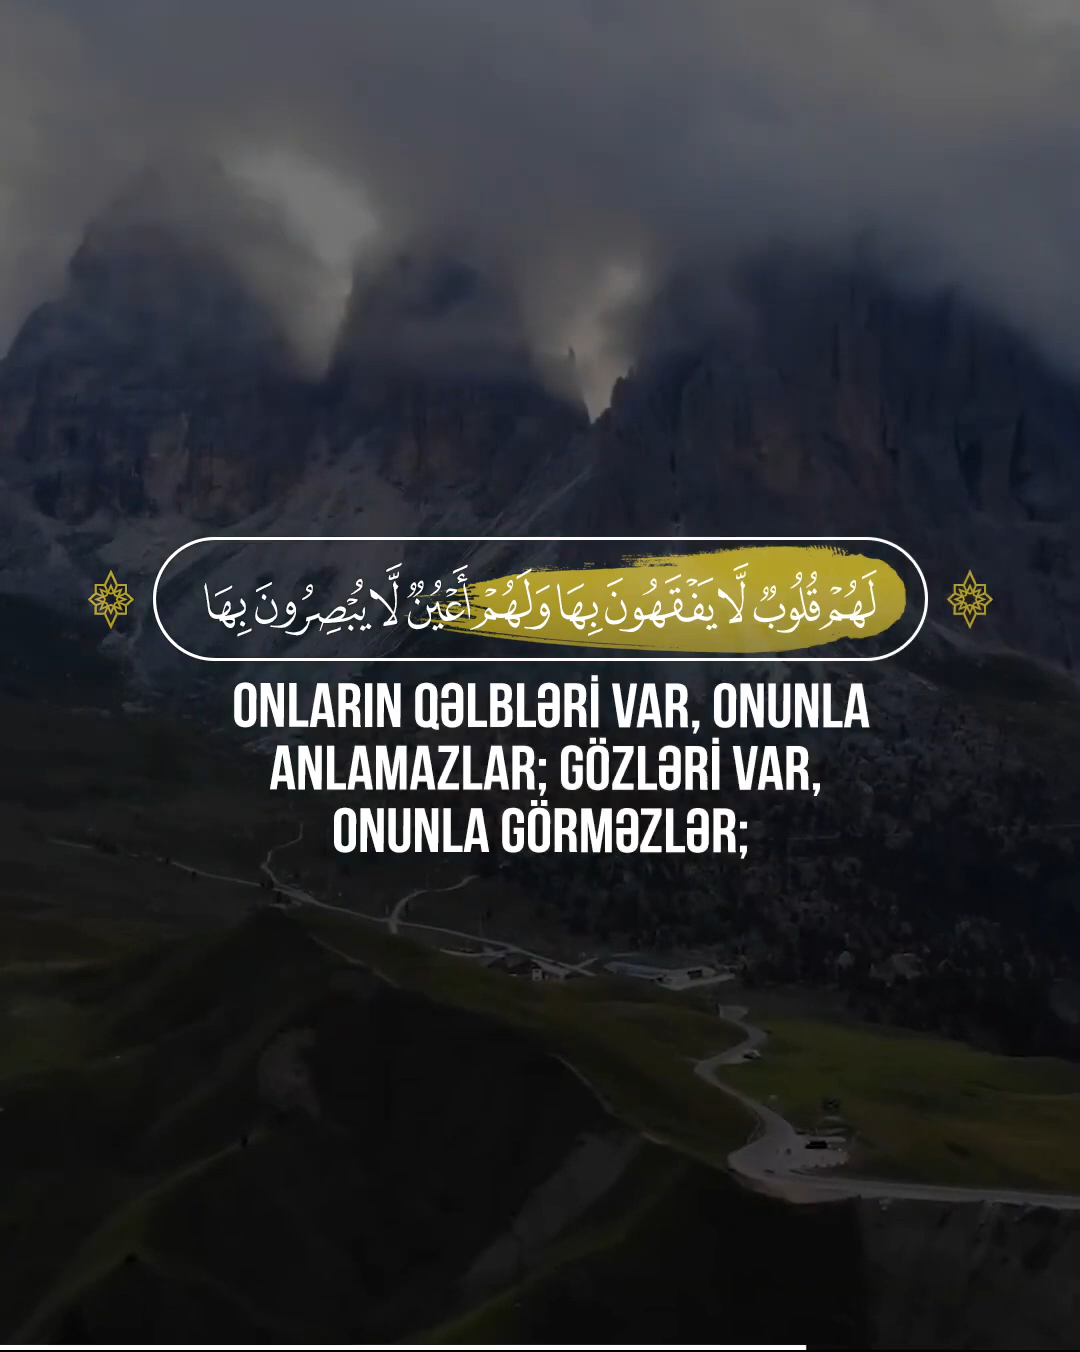 لَهُمْ قُلُوبٌ لَّا يَفْقَهُونَ بِهَا وَلَهُمْ أَعْيُنٌ لَّا يُبْصِرُونَ بِهَا
ONLARIN QƏLBLƏRİ VAR, ONUNLA
ANLAMAZLAR; GÖZLƏRİ VAR,
ONUNLA GÖRMƏZLƏR;